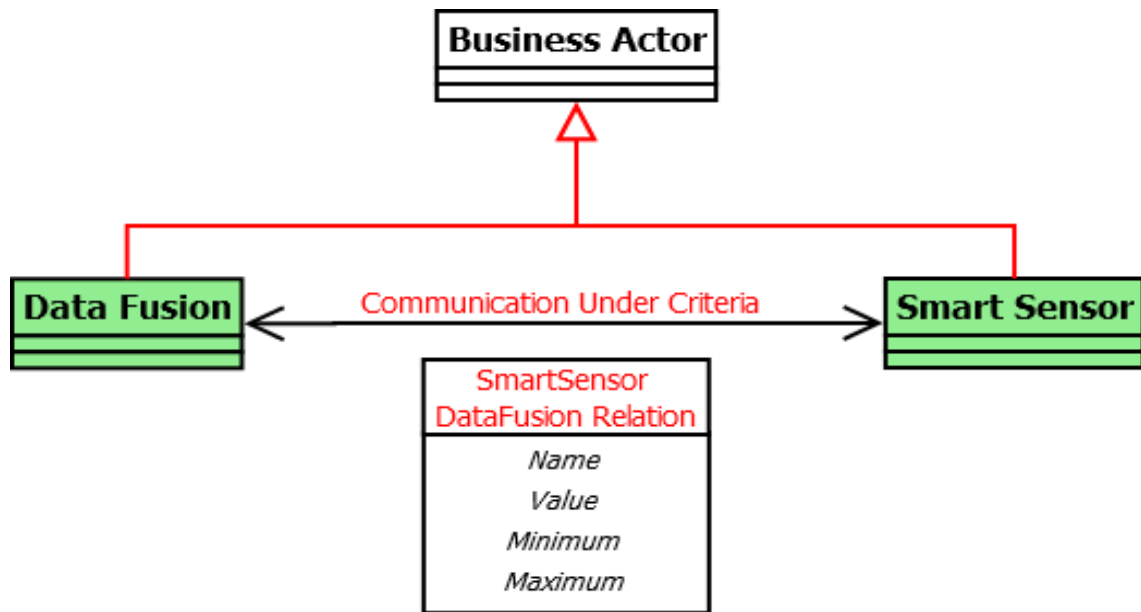 Business Actor
Data Fusion
Communication Under Criteria
Smart Sensor
SmartSensor
DataFusion Relation
Name
Value
Minimum
Maximum